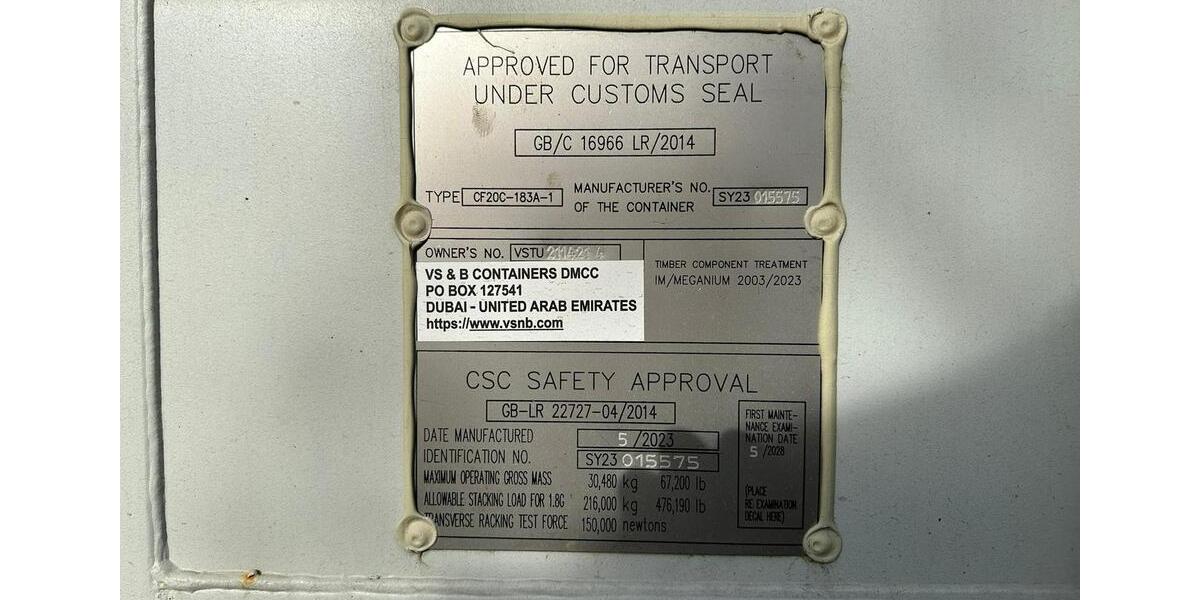 APPROVED FOR TRANSPORT
UNDER CUSTOMS SEAL
GB/C 16966 LR/2014
TYPE CF20C-183A-1 MANUFACTURER'S NO. OF THE CONTAINER SY23 015575
OWNER'S NO. VSTU
VS & B CONTAINERS DMCC
PO BOX 127541
DUBAI - UNITED ARAB EMIRATES
https://www.vsnb.com
TIMBER COMPONENT TREATMENT
IM/MEGANIUM 2003/2023
CSC SAFETY APPROVAL
GB-LR 22727-04/2014
DATE MANUFACTURED 5/2023
IDENTIFICATION NO. SY23 015575
MAXIMUM OPERATING GROSS MASS 30,480 kg 67,200 lb
ALLOWABLE STACKING LOAD FOR 1.8G 216,000 kg 476,190 lb
TRANSVERSE RACKING TEST FORCE 150,000 newtons
FIRST MAINTE-
NANCE EXAMI-
NATION DATE
5 /2028
(PLACE
RE EXAMINATION
DECAL HERE)